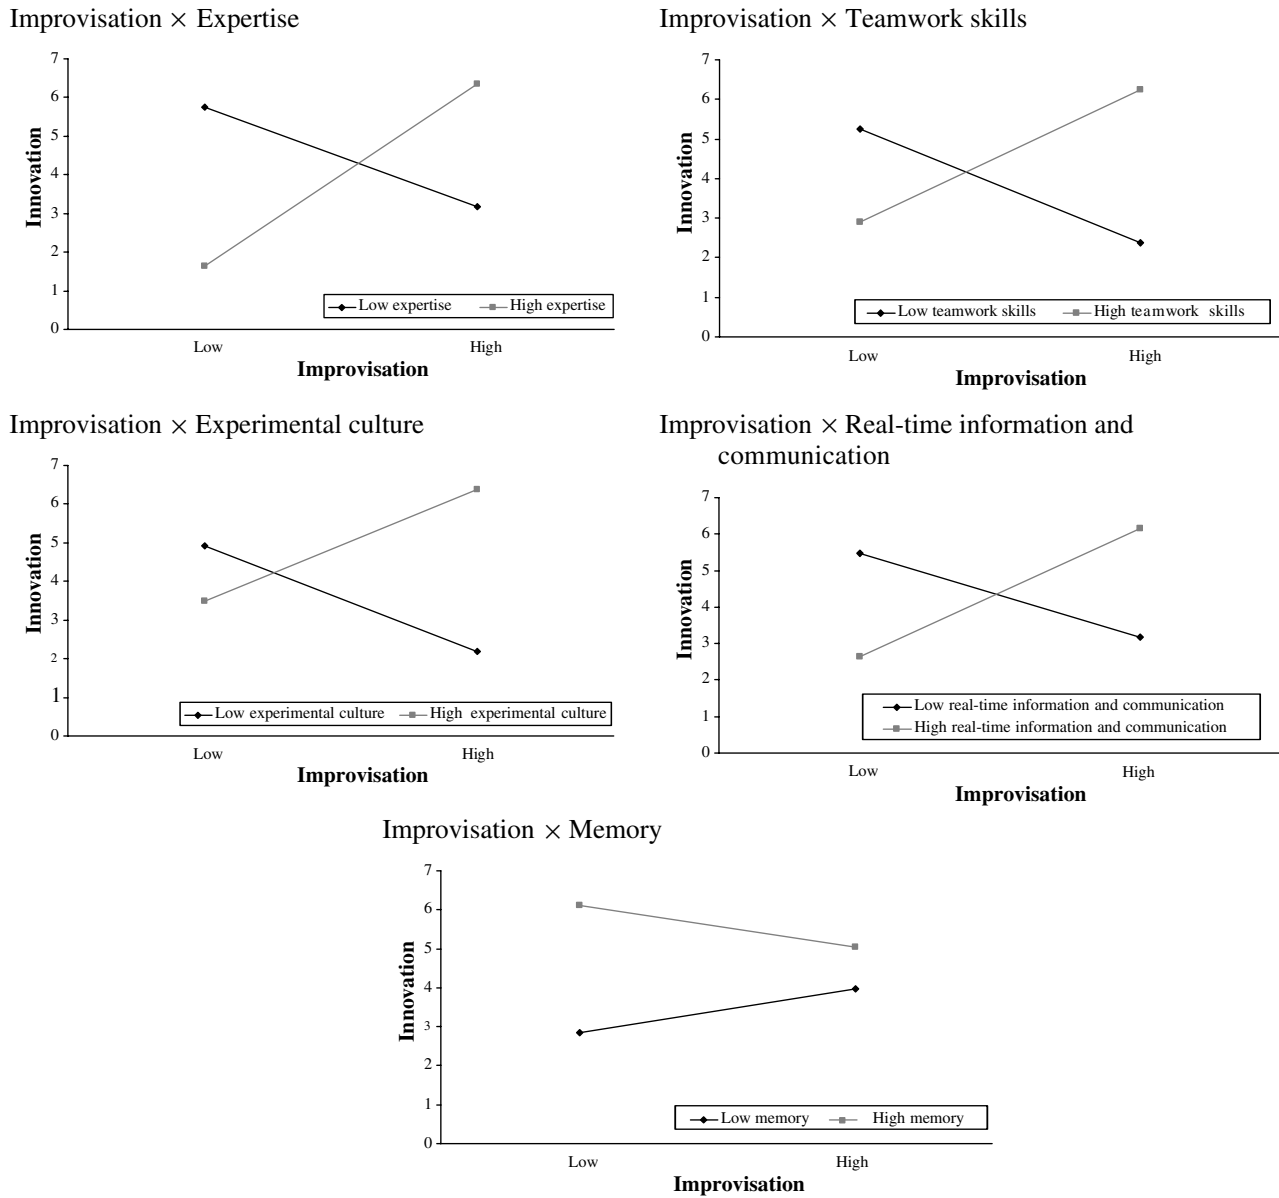 Improvisation × Expertise
7
6
5
4
3
2
1
0
Innovation
Low expertise High expertise
Low High
Improvisation
Improvisation × Teamwork skills
7
6
5
4
3
2
1
0
Innovation
Low teamwork skills High teamwork skills
Low High
Improvisation
Improvisation × Experimental culture
7
6
5
4
3
2
1
0
Innovation
Low experimental culture High experimental culture
Low High
Improvisation
Improvisation × Real-time information and
communication
7
6
5
4
3
2
1
0
Innovation
Low real-time information and communication
High real-time information and communication
Low High
Improvisation
Improvisation × Memory
7
6
5
4
3
2
1
0
Innovation
Low memory High memory
Low High
Improvisation